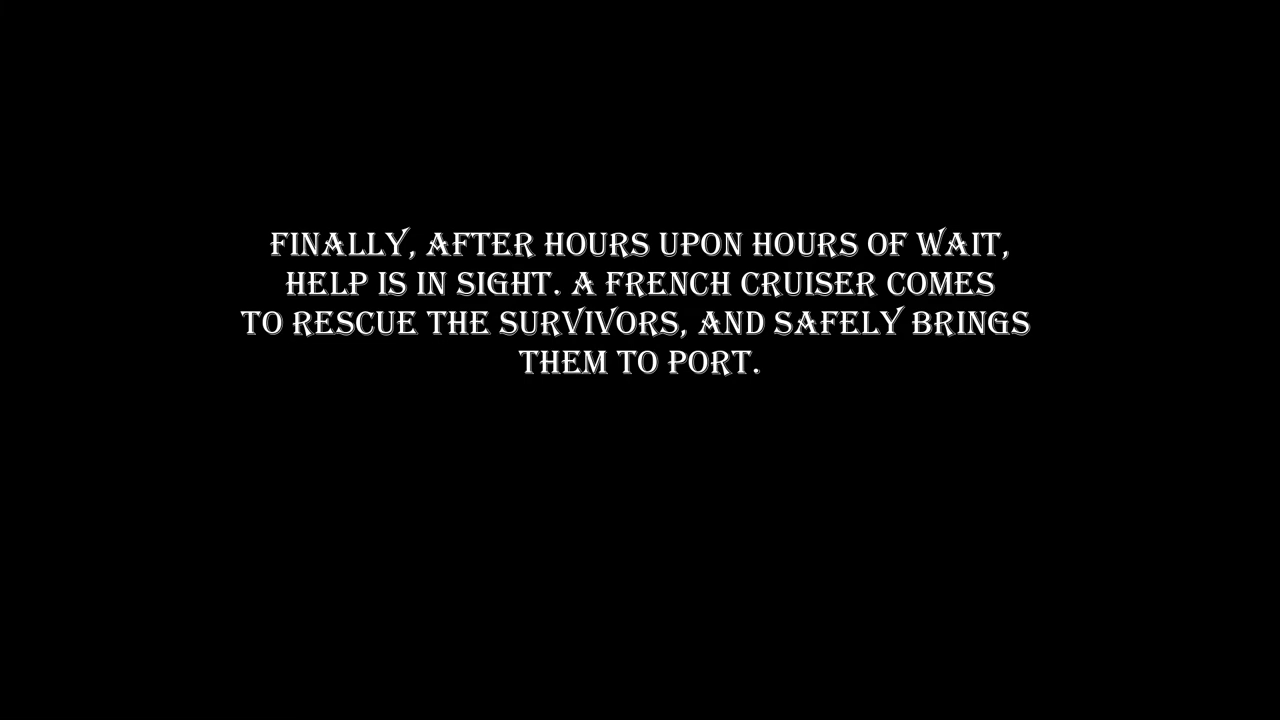 FINALLY, AFTER HOURS UPON HOURS OF WAIT,
HELP IS IN SIGHT. A FRENCH CRUISER COMES
TO RESCUE THE SURVIVORS, AND SAFELY BRINGS
THEM TO PORT.